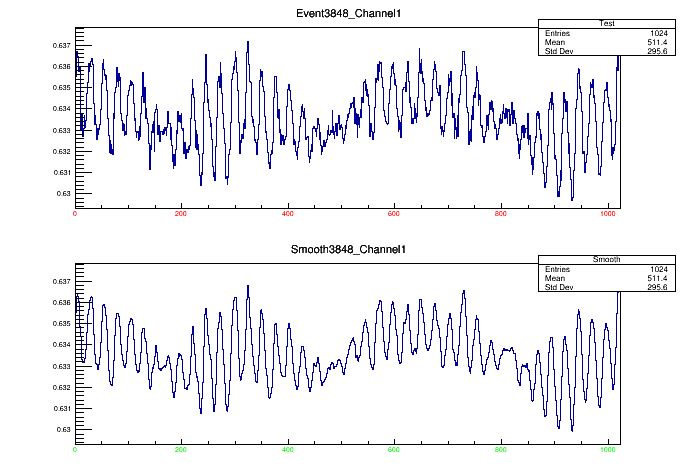 Event3848_Channel1
Test
Entries 1024
Mean 511.4
Std Dev 295.6
0.637
0.636
0.635
0.634
0.633
0.632
0.631
0.63
0 200 400 600 800 1000
Smooth3848_Channel1
Smooth
Entries 1024
Mean 511.4
Std Dev 295.6
0.637
0.636
0.635
0.634
0.633
0.632
0.631
0.63
0 200 400 600 800 1000